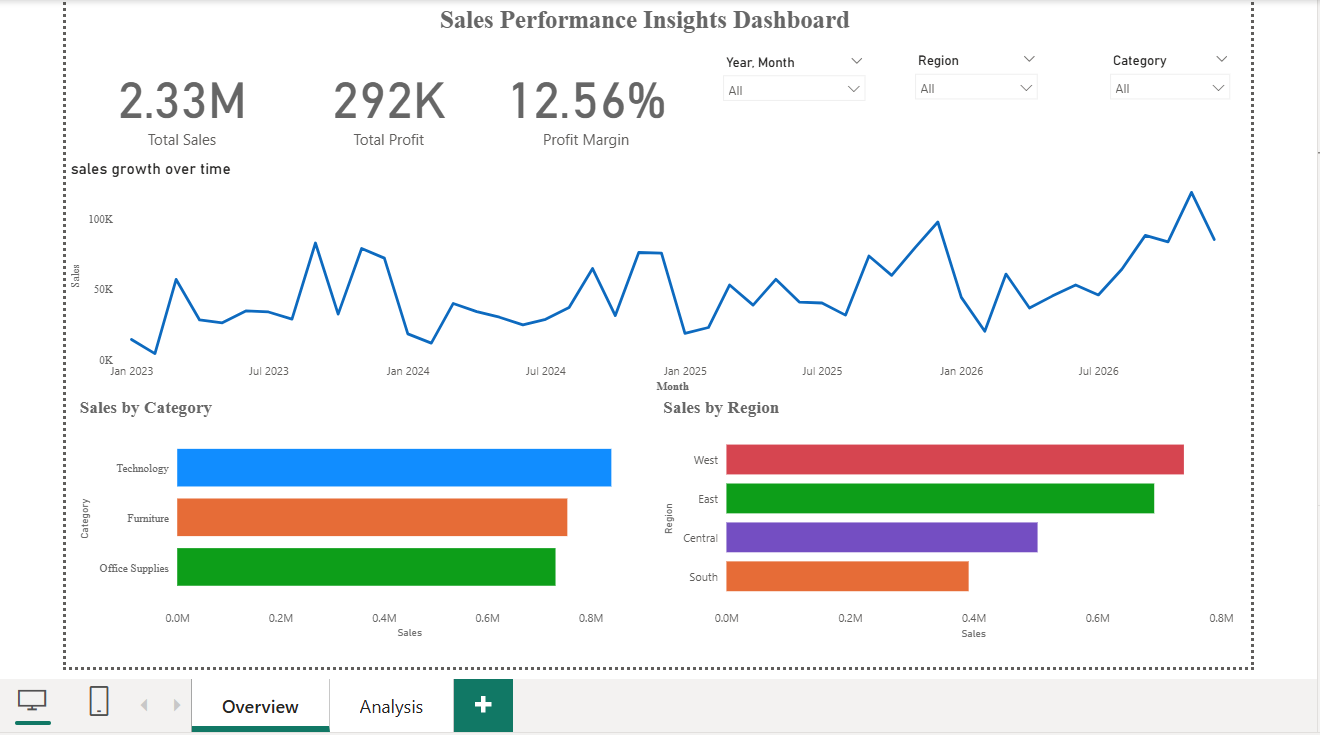 Sales Performance Insights Dashboard
2.33M
Total Sales
292K
Total Profit
12.56%
Profit Margin
Year, Month
All
Region
All
Category
All
sales growth over time
100K
50K
0K
Sales
Jan 2023 Jul 2023 Jan 2024 Jul 2024 Jan 2025 Jul 2025 Jan 2026 Jul 2026
Month
Sales by Category
Category
Technology
Furniture
Office Supplies
0.0M 0.2M 0.4M 0.6M 0.8M
Sales
Sales by Region
Region
West
East
Central
South
0.0M 0.2M 0.4M 0.6M 0.8M
Sales
Overview Analysis